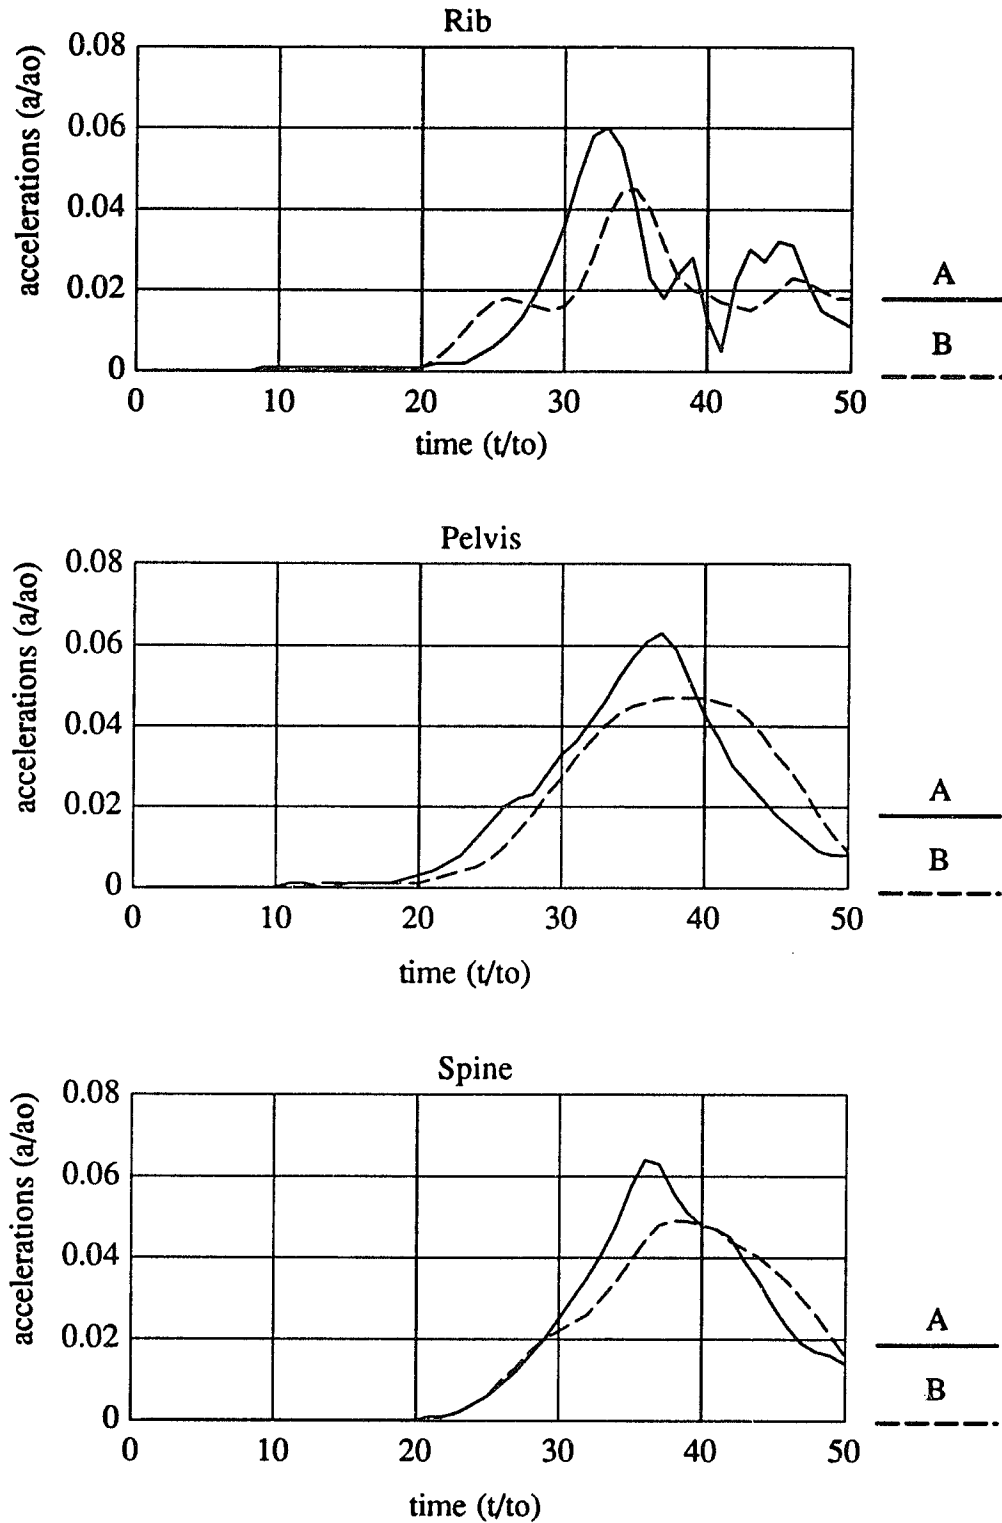 Rib
accelerations (a/ao)
0.08
0.06
0.04
0.02
0
0 10 20 30 40 50
time (t/to)
A
B
Pelvis
accelerations (a/ao)
0.08
0.06
0.04
0.02
0
0 10 20 30 40 50
time (t/to)
A
B
Spine
accelerations (a/ao)
0.08
0.06
0.04
0.02
0
0 10 20 30 40 50
time (t/to)
A
B